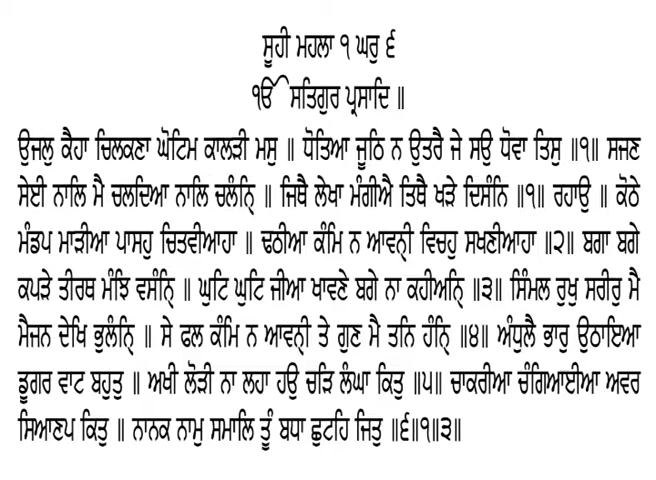 ਸੂਹੀ ਮਹਲਾ ੧ ਘਰੁ ੬
ੴ ਸਤਿਗੁਰ ਪ੍ਰਸਾਦਿ ॥
ਉਜਲੁ ਕੈਹਾ ਚਿਲਕਣਾ ਘੋਟਿਮ ਕਾਲੜੀ ਮਸੁ ॥ ਧੋਤਿਆ ਜੂਠਿ ਨ ਉਤਰੈ ਜੇ ਸਉ ਧੋਵਾ ਤਿਸੁ ॥੧॥ ਸਜਣ
ਸੇਈ ਨਾਲਿ ਮੈ ਚਲਦਿਆ ਨਾਲਿ ਚਲੰਨ੍ਹਿ ॥ ਜਿਥੈ ਲੇਖਾ ਮੰਗੀਐ ਤਿਥੈ ਖੜੇ ਦਿਸੰਨਿ ॥੧॥ ਰਹਾਉ ॥ ਕੋਠੇ
ਮੰਡਪ ਮਾੜੀਆ ਪਾਸਹੁ ਚਿਤਵੀਆਹਾ ॥ ਢਠੀਆ ਕੰਮਿ ਨ ਆਵਨ੍ਹੀ ਵਿਚਹੁ ਸਖਣੀਆਹਾ ॥੨॥ ਬਗਾ ਬਗੇ
ਕਪੜੇ ਤੀਰਥ ਮੰਝਿ ਵਸੰਨ੍ਹਿ ॥ ਘੁਟਿ ਘੁਟਿ ਜੀਆ ਖਾਵਣੇ ਬਗੇ ਨਾ ਕਹੀਅਨ੍ਹਿ ॥੩॥ ਸਿੰਮਲ ਰੁਖੁ ਸਰੀਰੁ ਮੈ
ਮੈਜਨ ਦੇਖਿ ਭੁਲੰਨ੍ਹਿ ॥ ਸੇ ਫਲ ਕੰਮਿ ਨ ਆਵਨ੍ਹੀ ਤੇ ਗੁਣ ਮੈ ਤਨਿ ਹੰਨ੍ਹਿ ॥੪॥ ਅੰਧੁਲੈ ਭਾਰੁ ਉਠਾਇਆ
ਡੂਗਰ ਵਾਟ ਬਹੁਤੁ ॥ ਅਖੀ ਲੋੜੀ ਨਾ ਲਹਾ ਹਉ ਚੜਿ ਲੰਘਾ ਕਿਤੁ ॥੫॥ ਚਾਕਰੀਆ ਚੰਗਿਆਈਆ ਅਵਰ
ਸਿਆਣਪ ਕਿਤੁ ॥ ਨਾਨਕ ਨਾਮੁ ਸਮਾਲਿ ਤੂੰ ਬਧਾ ਛੁਟਹਿ ਜਿਤੁ ॥੬॥੧॥੩॥